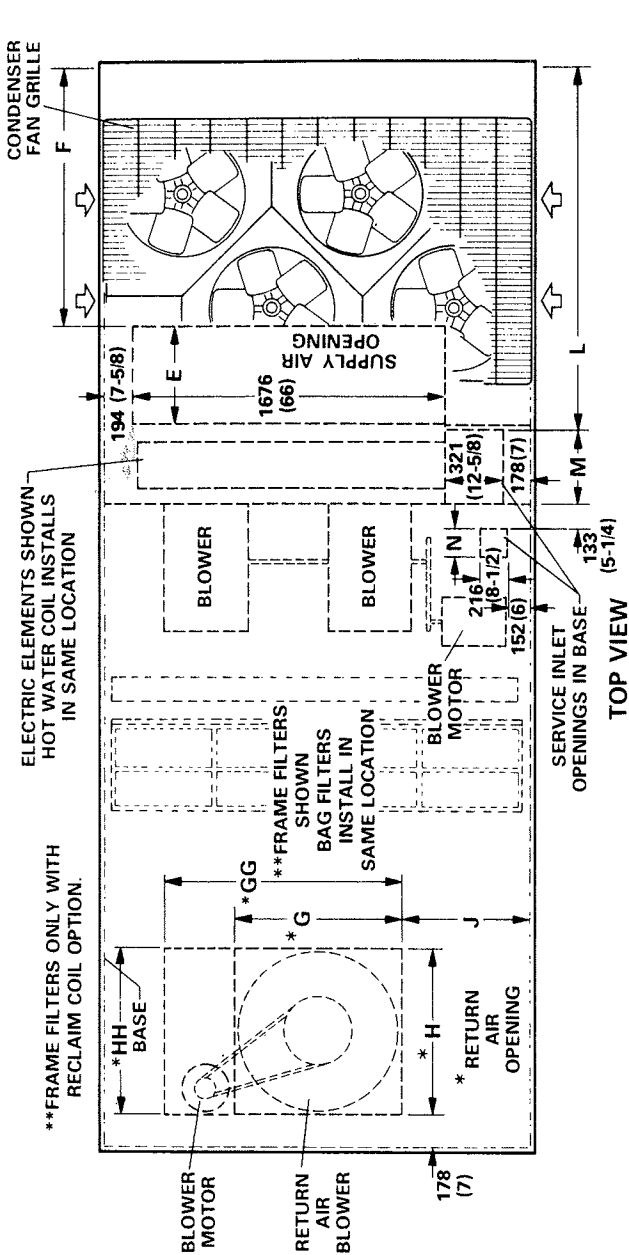 **FRAME FILTERS ONLY WITH
RECLAIM COIL OPTION.
ELECTRIC ELEMENTS SHOWN
HOT WATER COIL INSTALLS
IN SAME LOCATION
CONDENSER
FAN GRILLE
BLOWER
MOTOR
*HH
BASE
*GG
* G
194 (7-5/8)
F
RETURN
AIR
BLOWER
* H
J
* RETURN
AIR
OPENING
**FRAME FILTERS
SHOWN
BAG FILTERS
INSTALL IN
SAME LOCATION
BLOWER
BLOWER
BLOWER
MOTOR
E
1676
(66)
SUPPLY AIR
OPENING
N
216
(8-1/2)
152 (6)
321
(12-5/8)
178 (7)
M
L
178
(7)
133
(5-1/4)
SERVICE INLET
OPENINGS IN BASE
TOP VIEW